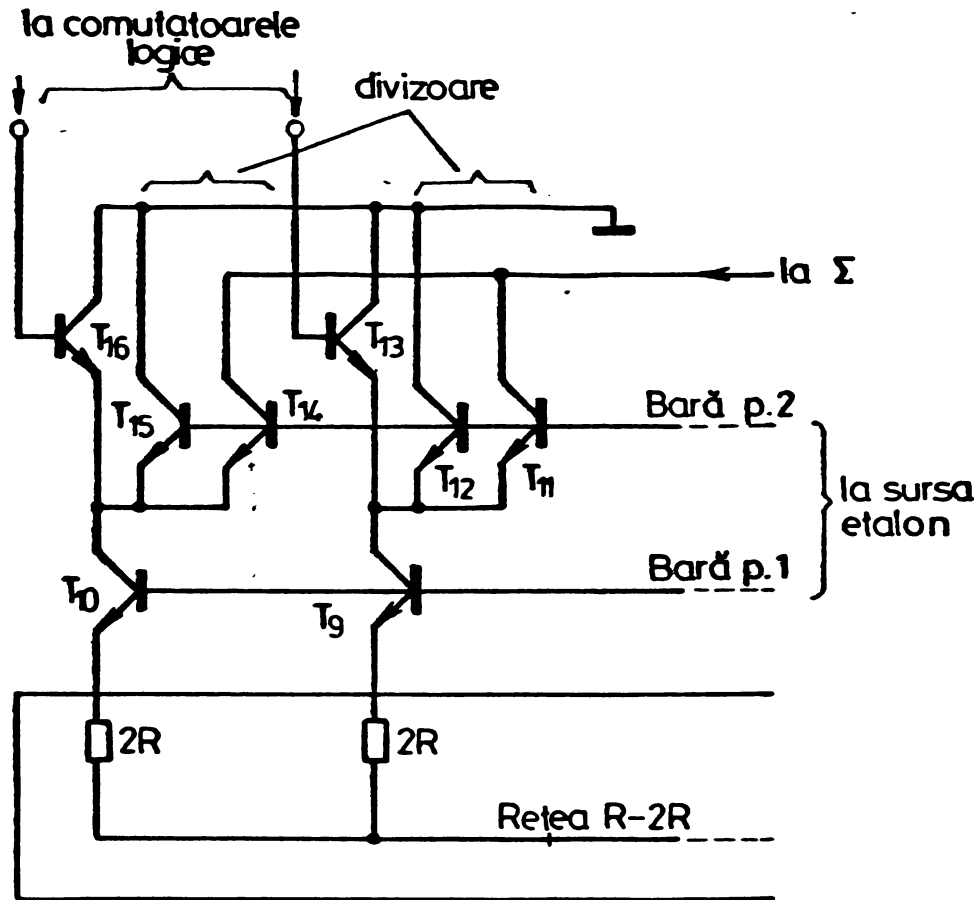 la comutatoarele
logice
divizoare
la Σ
T16
T13
T15
T14
Bară p.2
T12
T11
la sursa
etalon
Bară p.1
T10
T9
2R
2R
Rețea R-2R